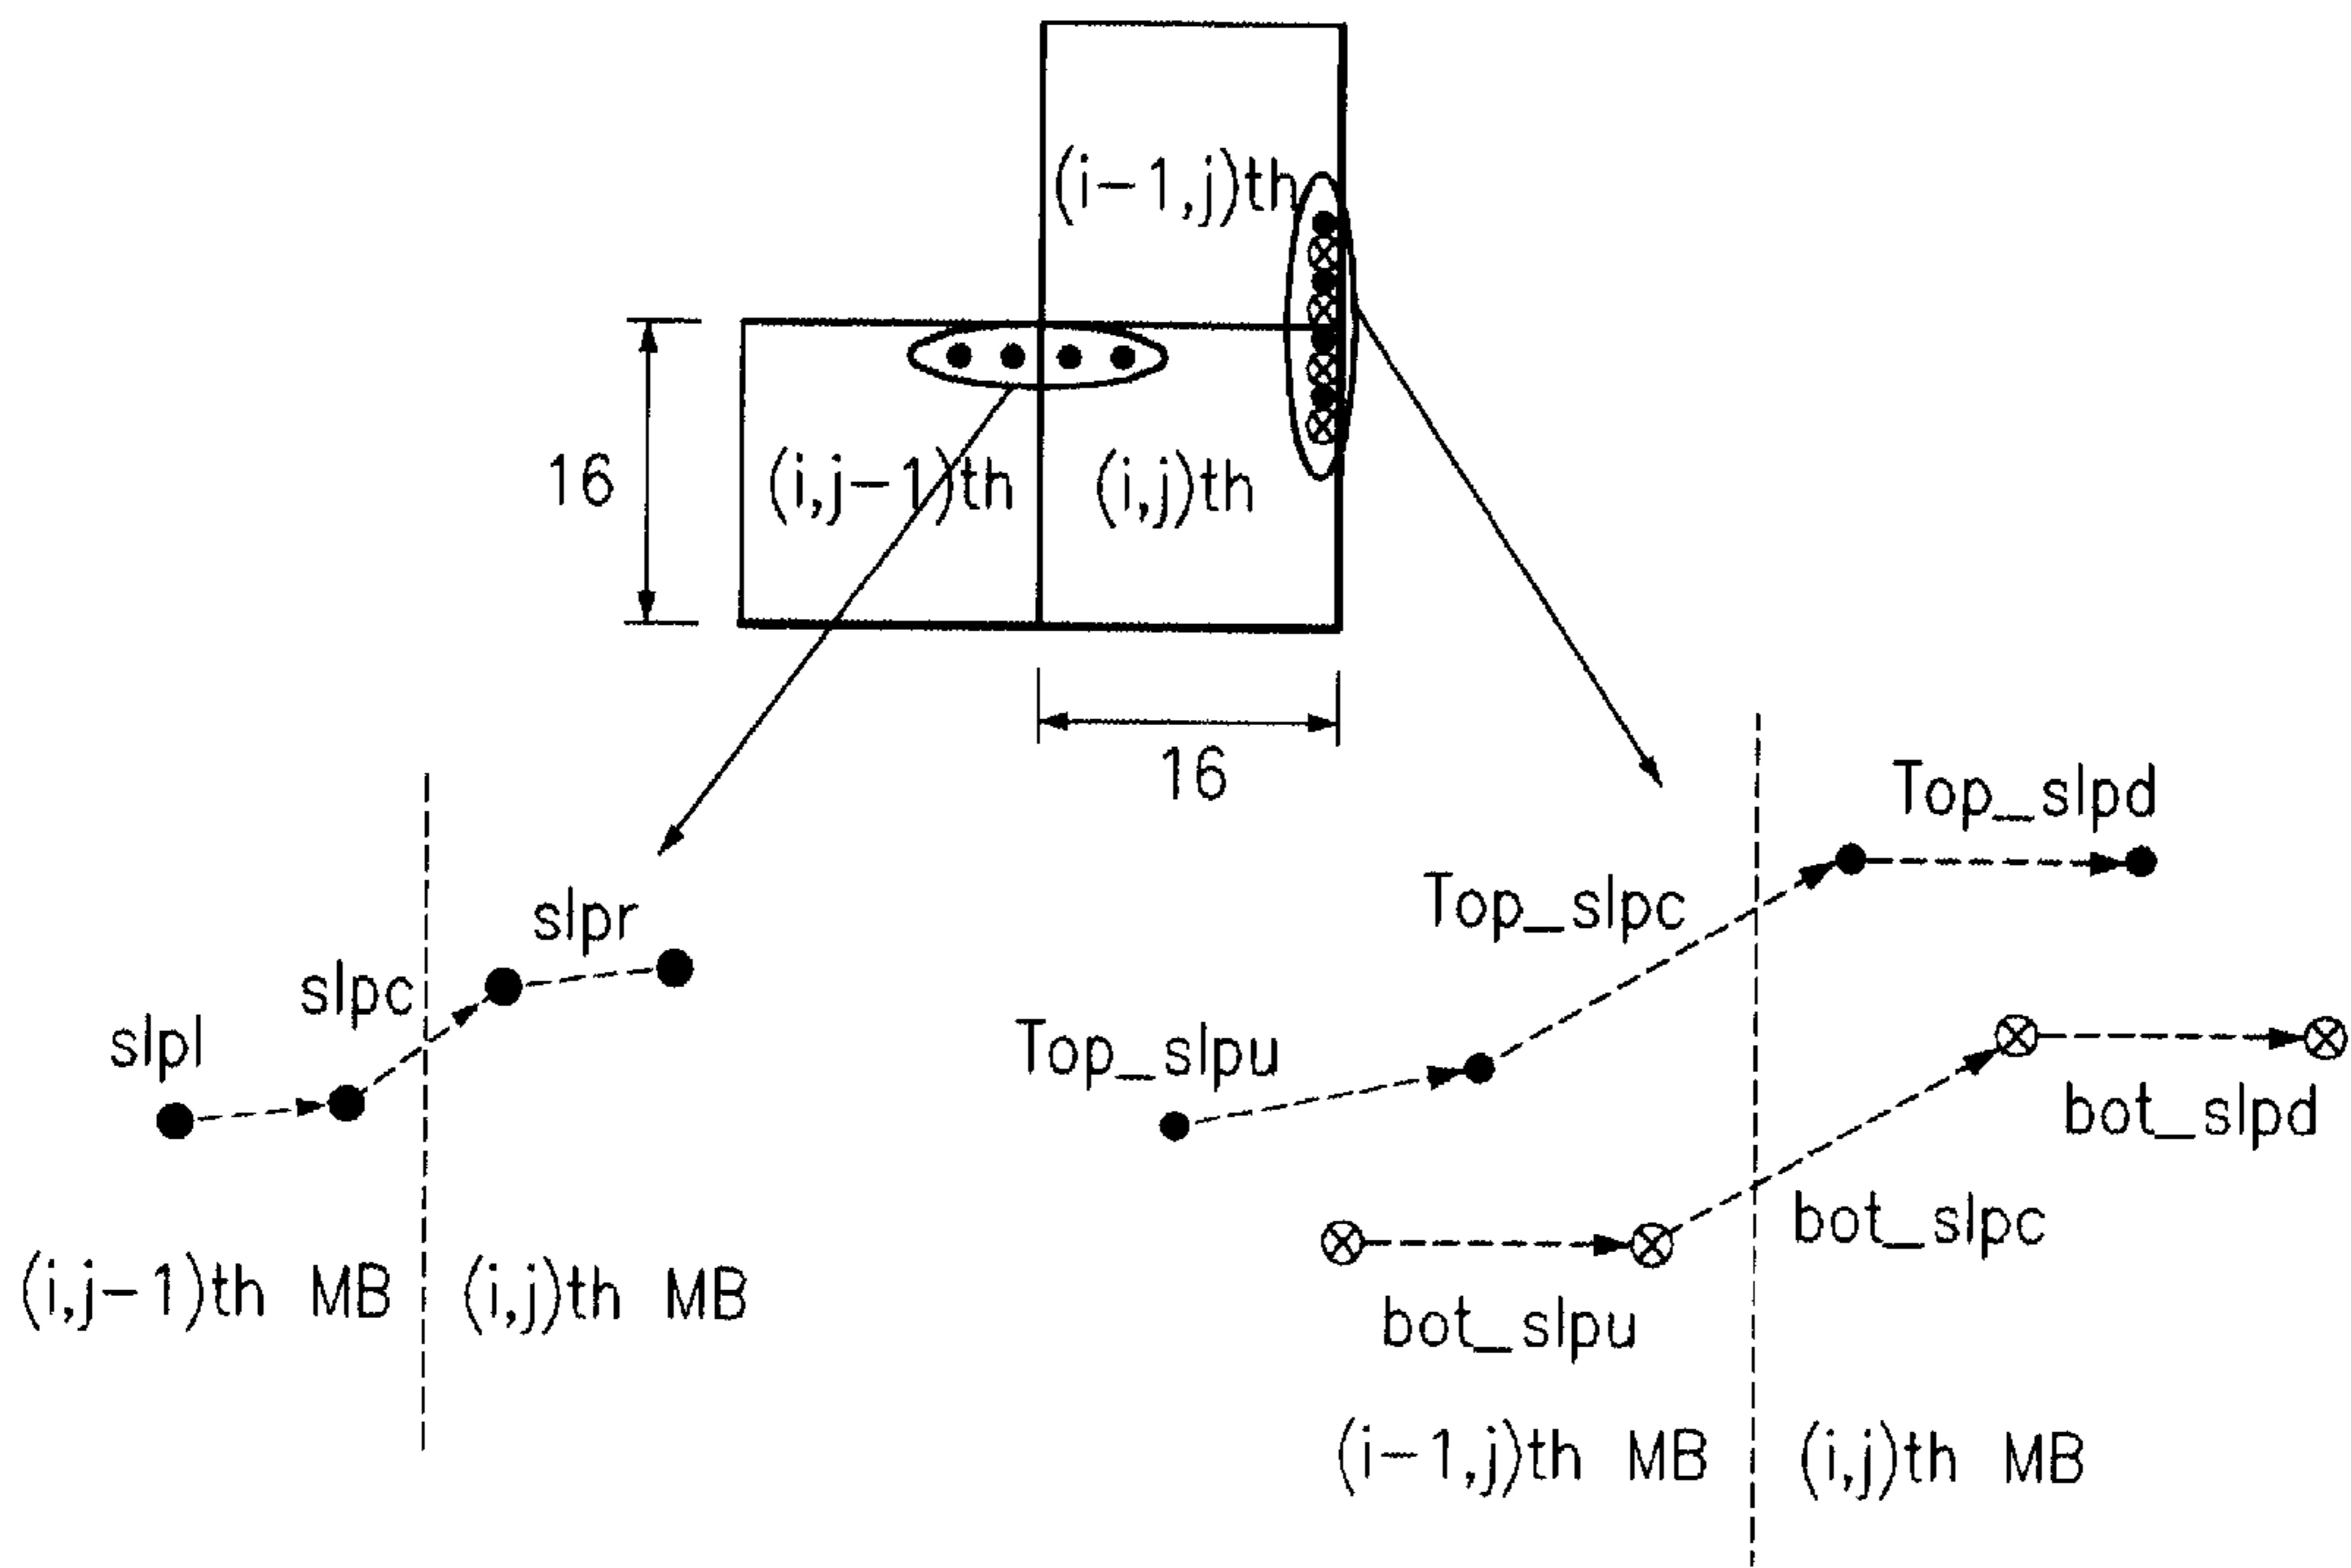 (i-1,j)th
16
(i,j-1)th
(i,j)th
16
Top_slpd
Top_slpc
slpr
slpc
slpl
Top_slpu
bot_slpd
bot_slpc
(i,j-1)th MB
(i,j)th MB
bot_slpu
(i-1,j)th MB
(i,j)th MB